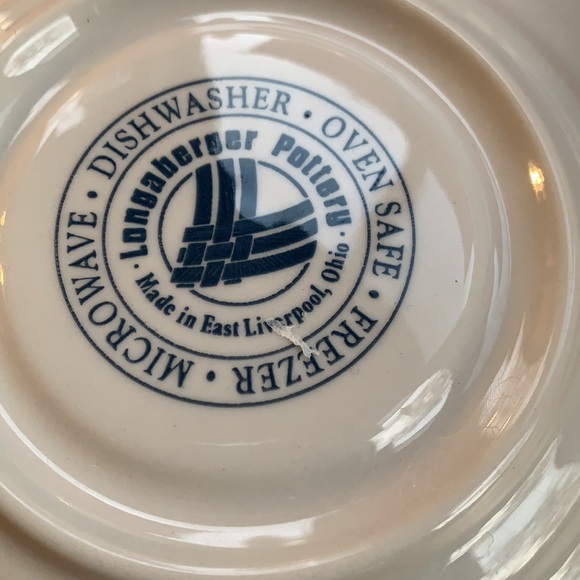 MICROWAVE • DISHWASHER • OVEN SAFE • FREEZER •
Longaberger Pottery
• Made in East Liverpool, Ohio •